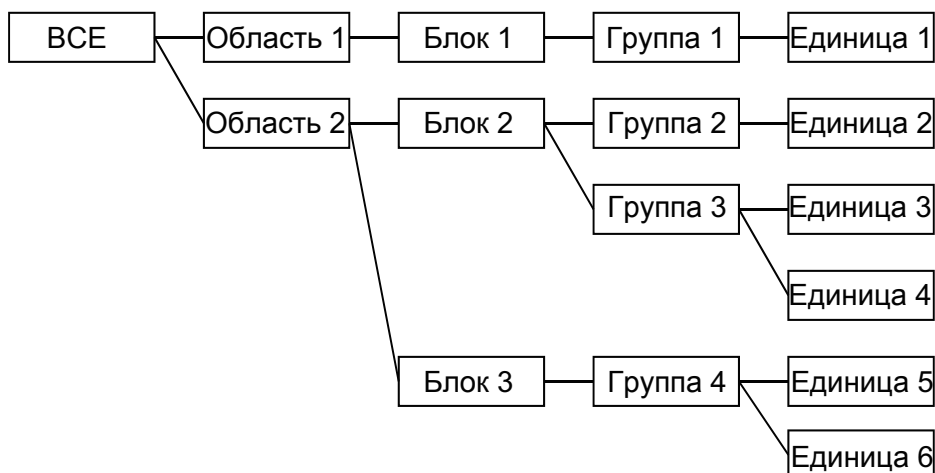 ВСЕ Область 1 Блок 1 Группа 1 Единица 1
Область 2 Блок 2 Группа 2 Единица 2
Группа 3 Единица 3
Единица 4
Блок 3 Группа 4 Единица 5
Единица 6